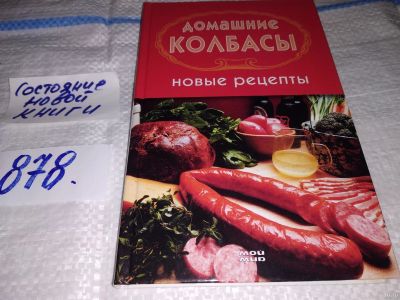 Состояние
новой
книги
878.
ДОМАШНИЕ
КОЛБАСЫ
НОВЫЕ РЕЦЕПТЫ
МОЙ
МИР